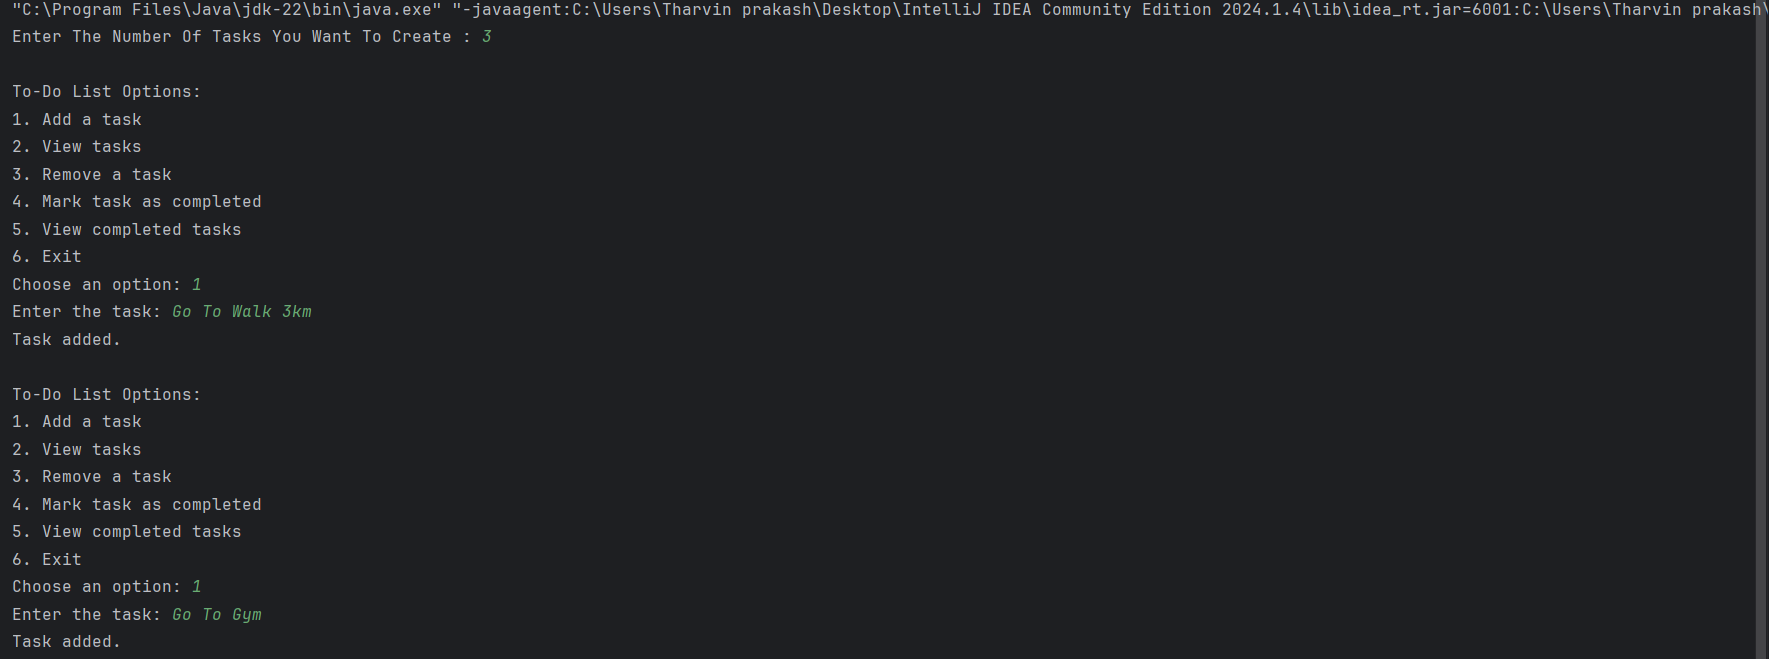 "C:\Program Files\Java\jdk-22\bin\java.exe" "-javaagent:C:\Users\Tharvin prakash\Desktop\IntelliJ IDEA Community Edition 2024.1.4\lib\idea_rt.jar=6001:C:\Users\Tharvin prakash\
Enter The Number Of Tasks You Want To Create : 3

To-Do List Options:
1. Add a task
2. View tasks
3. Remove a task
4. Mark task as completed
5. View completed tasks
6. Exit
Choose an option: 1
Enter the task: Go To Walk 3km
Task added.

To-Do List Options:
1. Add a task
2. View tasks
3. Remove a task
4. Mark task as completed
5. View completed tasks
6. Exit
Choose an option: 1
Enter the task: Go To Gym
Task added.